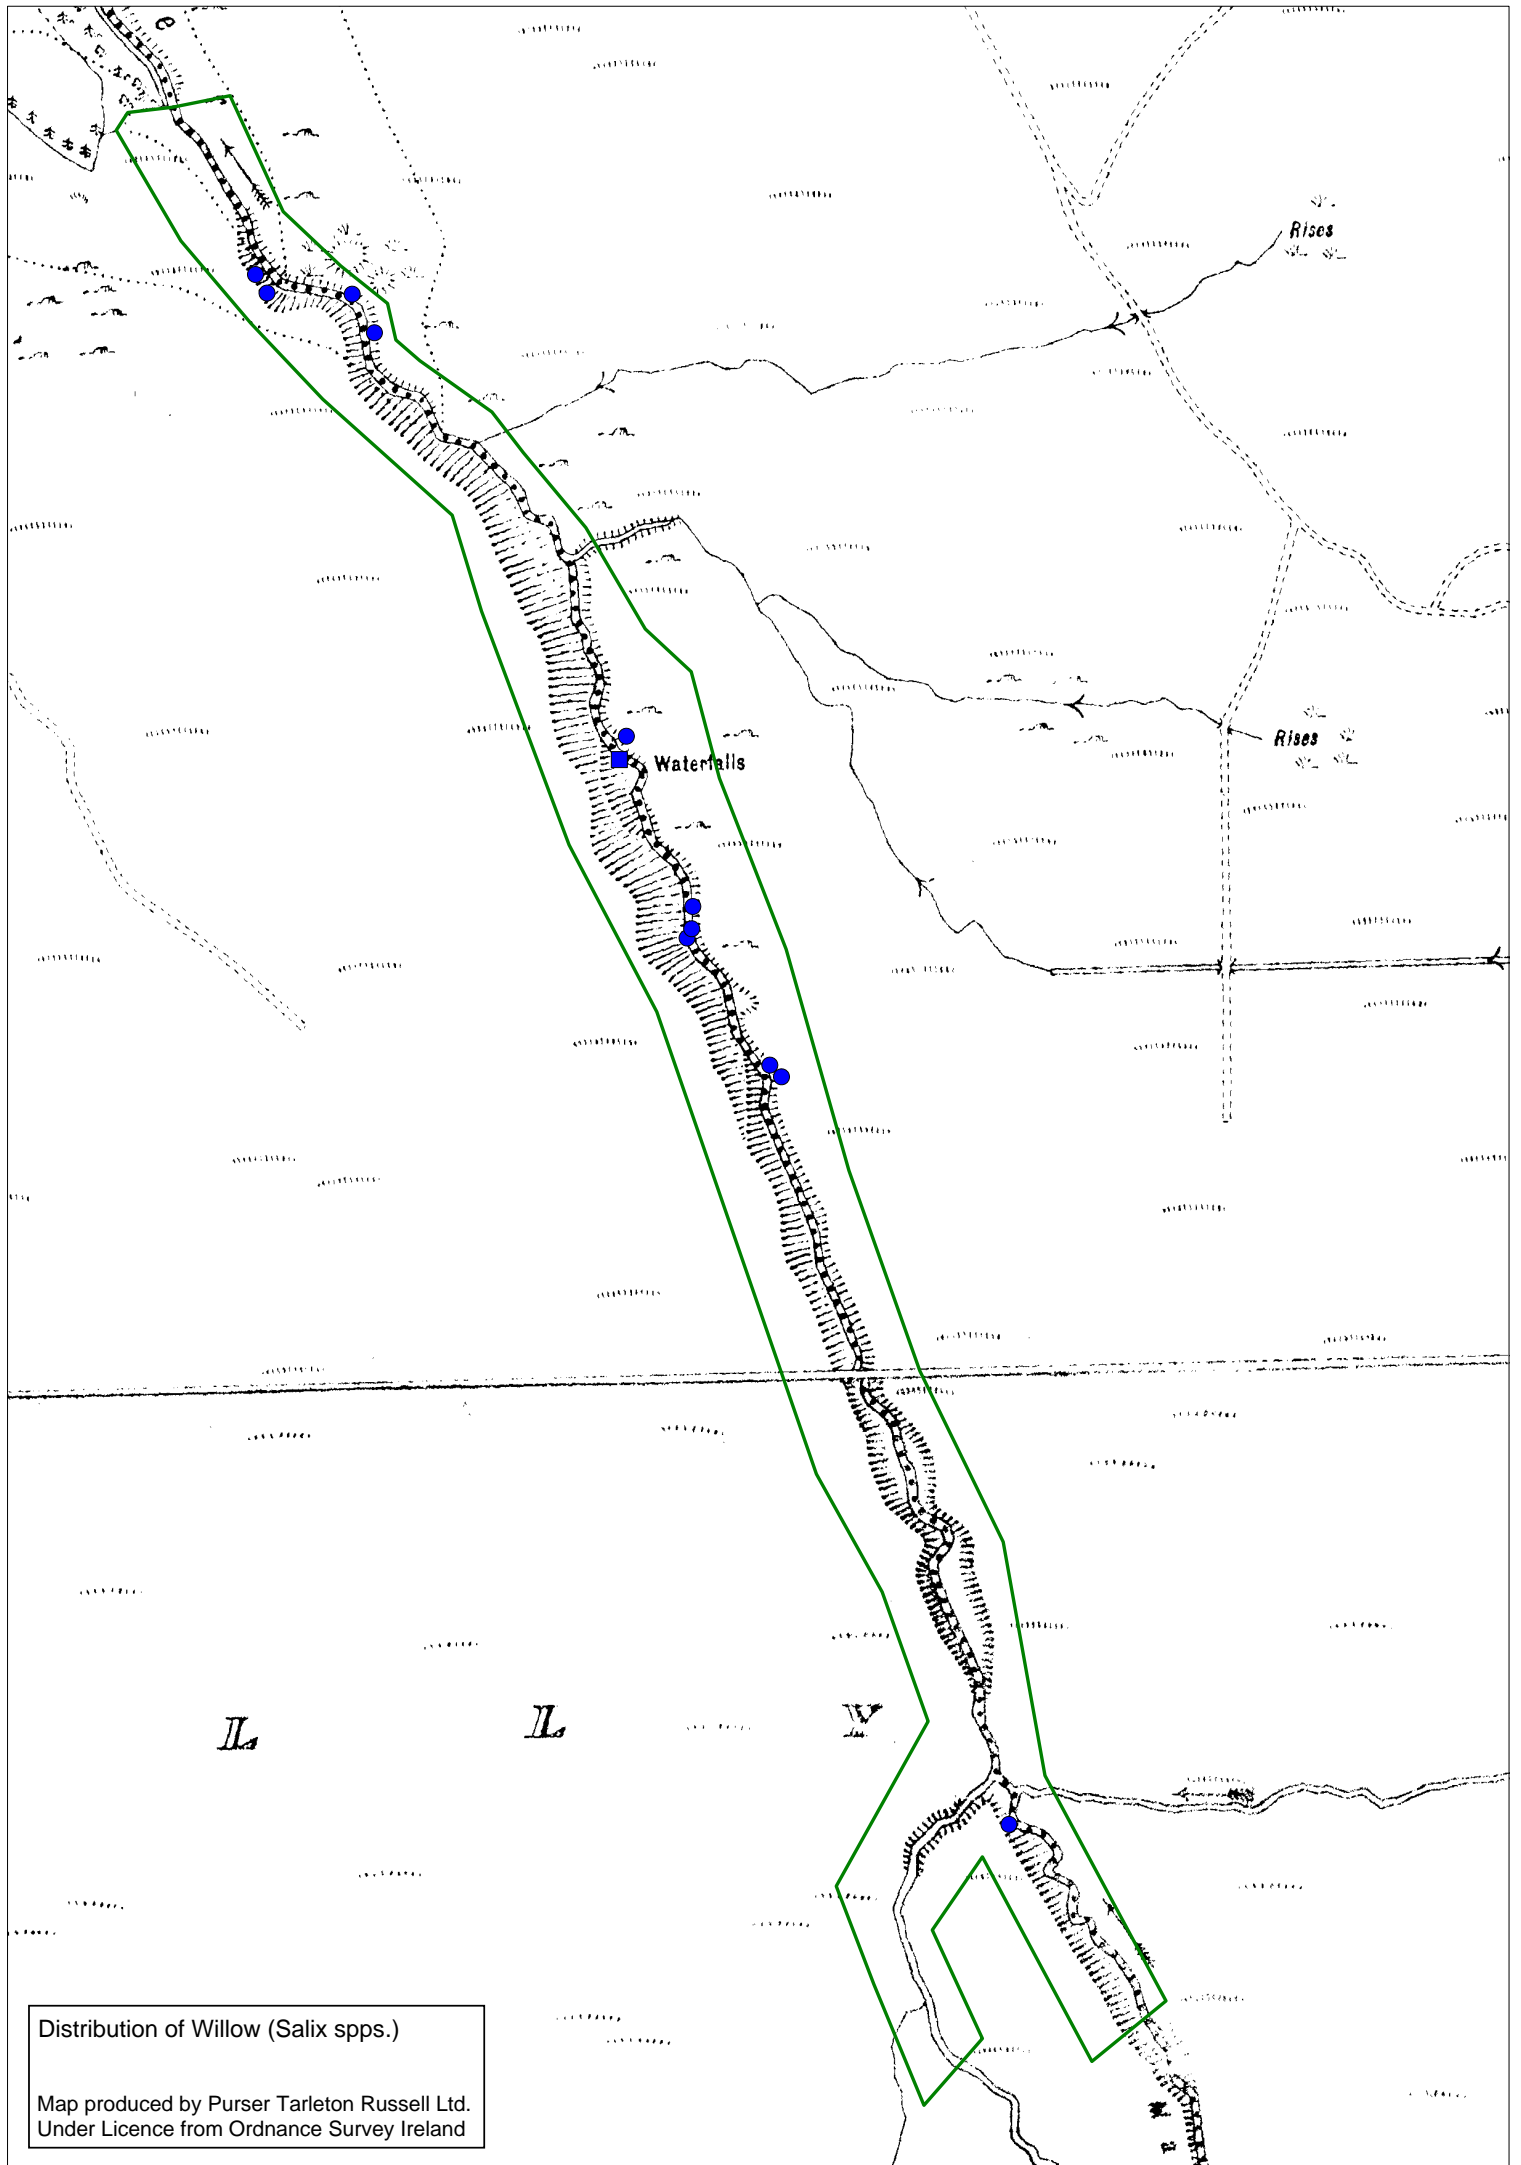 e
Rises
Rises
Waterfalls
L L Y
Distribution of Willow (Salix spps.)
Map produced by Purser Tarleton Russell Ltd.
Under Licence from Ordnance Survey Ireland